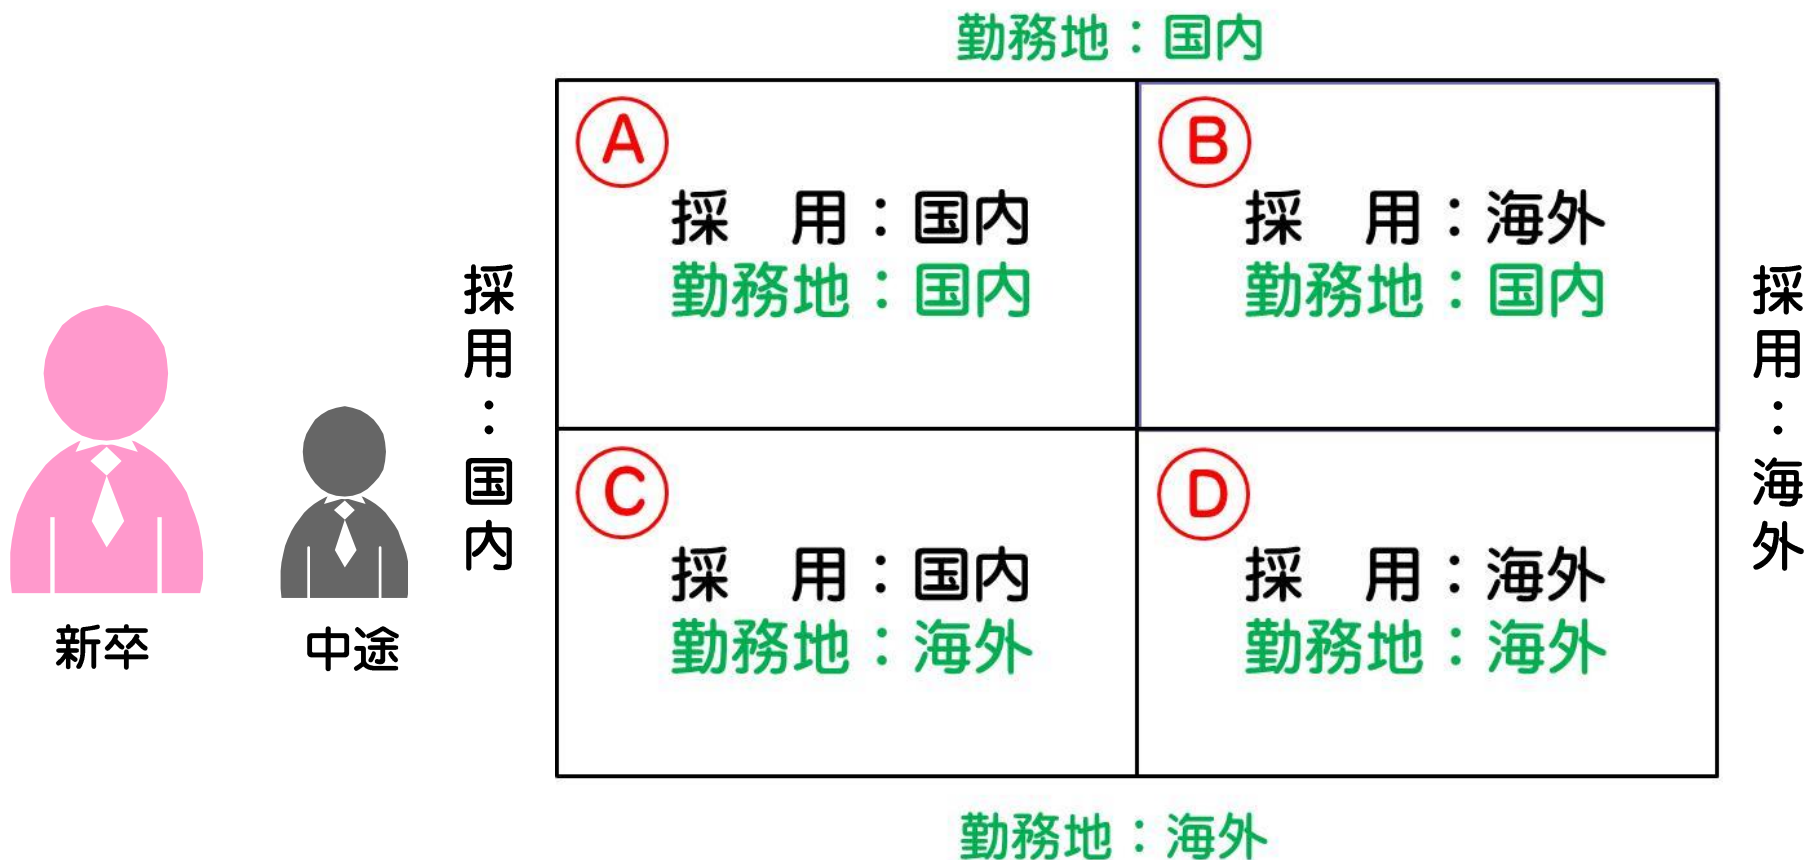 勤務地：国内
Ⓐ
採　用：国内
勤務地：国内
Ⓑ
採　用：海外
勤務地：国内
採用：国内
採用：海外
新卒
中途
Ⓒ
採　用：国内
勤務地：海外
Ⓓ
採　用：海外
勤務地：海外
勤務地：海外